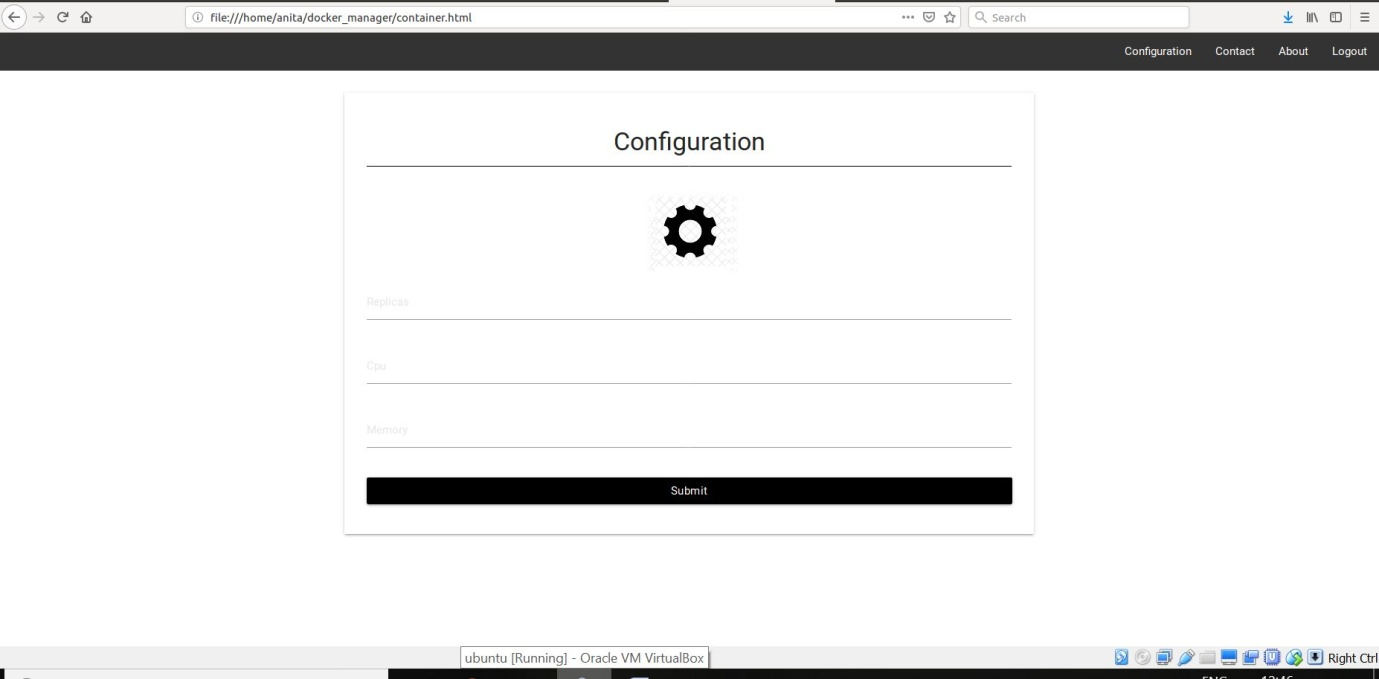 file:///home/anita/docker_manager/container.html
Search
Configuration Contact About Logout
Configuration
Replicas
Cpu
Memory
Submit
ubuntu [Running] - Oracle VM VirtualBox
Right Ctrl